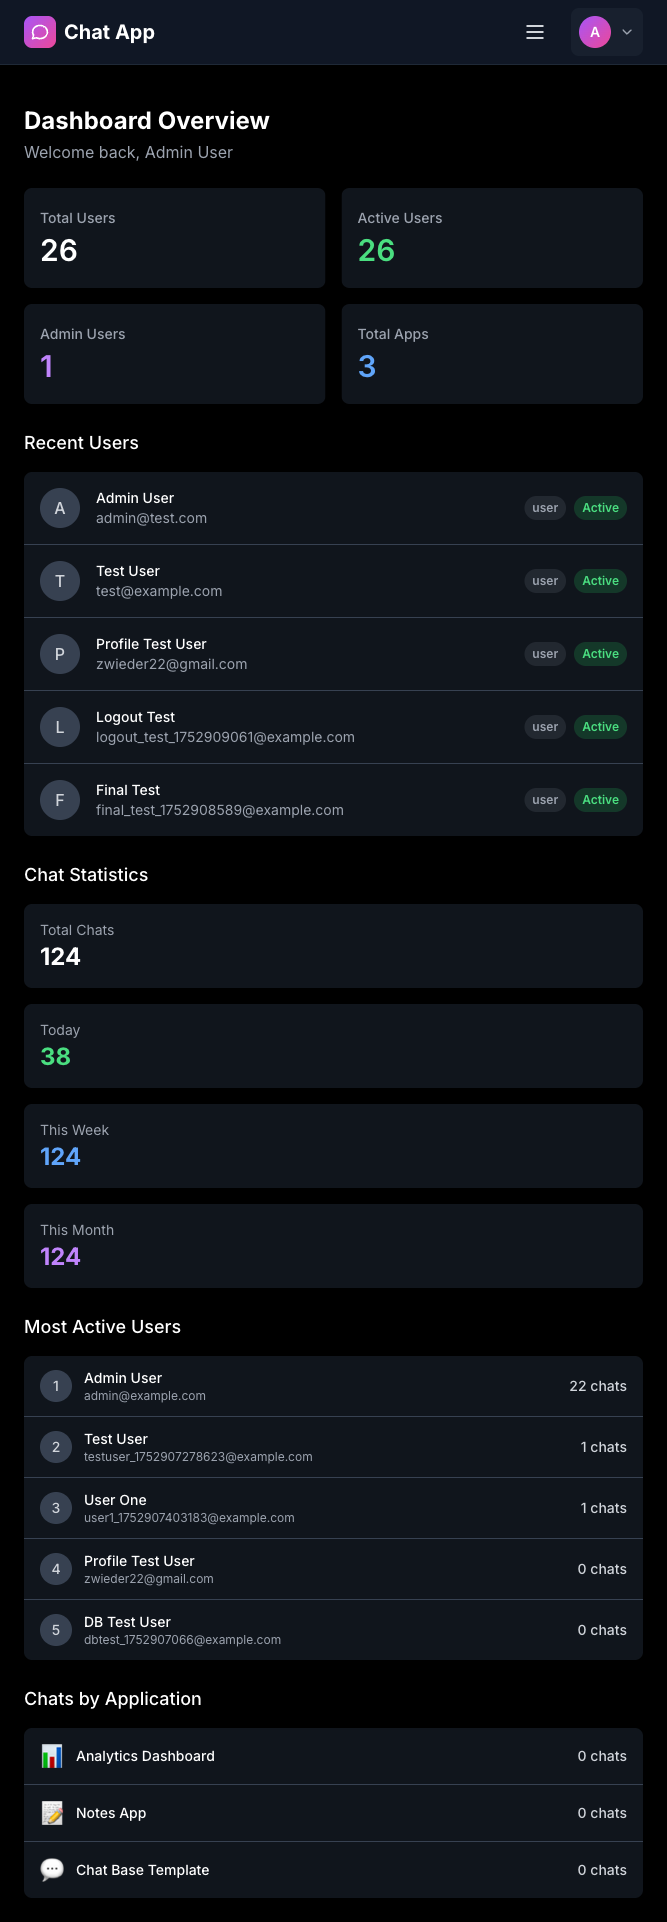 Chat App
A
Dashboard Overview
Welcome back, Admin User
Total Users
26
Active Users
26
Admin Users
1
Total Apps
3
Recent Users
A
Admin User
admin@test.com
user
Active
T
Test User
test@example.com
user
Active
P
Profile Test User
zwieder22@gmail.com
user
Active
L
Logout Test
logout_test_1752909061@example.com
user
Active
F
Final Test
final_test_1752908589@example.com
user
Active
Chat Statistics
Total Chats
124
Today
38
This Week
124
This Month
124
Most Active Users
1
Admin User
admin@example.com
22 chats
2
Test User
testuser_1752907278623@example.com
1 chats
3
User One
user1_1752907403183@example.com
1 chats
4
Profile Test User
zwieder22@gmail.com
0 chats
5
DB Test User
dbtest_1752907066@example.com
0 chats
Chats by Application
Analytics Dashboard
0 chats
Notes App
0 chats
Chat Base Template
0 chats